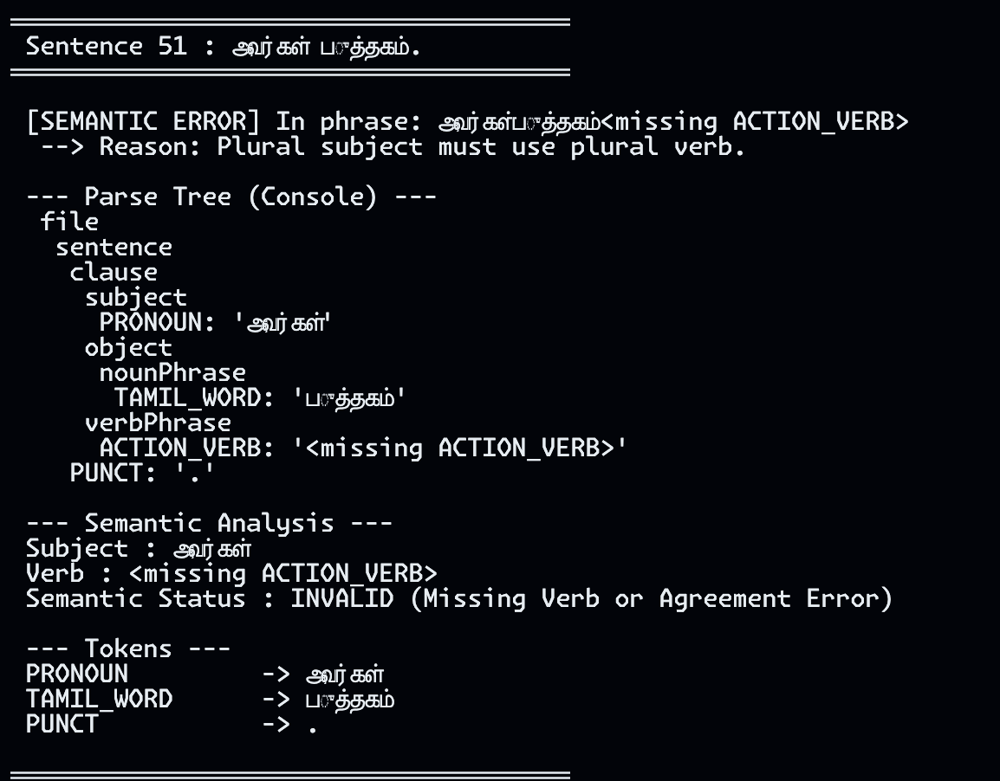 Sentence 51 : அவர்கள் புத்தகம்.
[SEMANTIC ERROR] In phrase: அவர்கள்புத்தகம்<missing ACTION_VERB>
--> Reason: Plural subject must use plural verb.
--- Parse Tree (Console) ---
file
sentence
clause
subject
PRONOUN: 'அவர்கள்'
object
nounPhrase
TAMIL_WORD: 'புத்தகம்'
verbPhrase
ACTION_VERB: '<missing ACTION_VERB>'
PUNCT: '.'
--- Semantic Analysis ---
Subject : அவர்கள்
Verb : <missing ACTION_VERB>
Semantic Status : INVALID (Missing Verb or Agreement Error)
--- Tokens ---
PRONOUN -> அவர்கள்
TAMIL_WORD -> புத்தகம்
PUNCT -> .